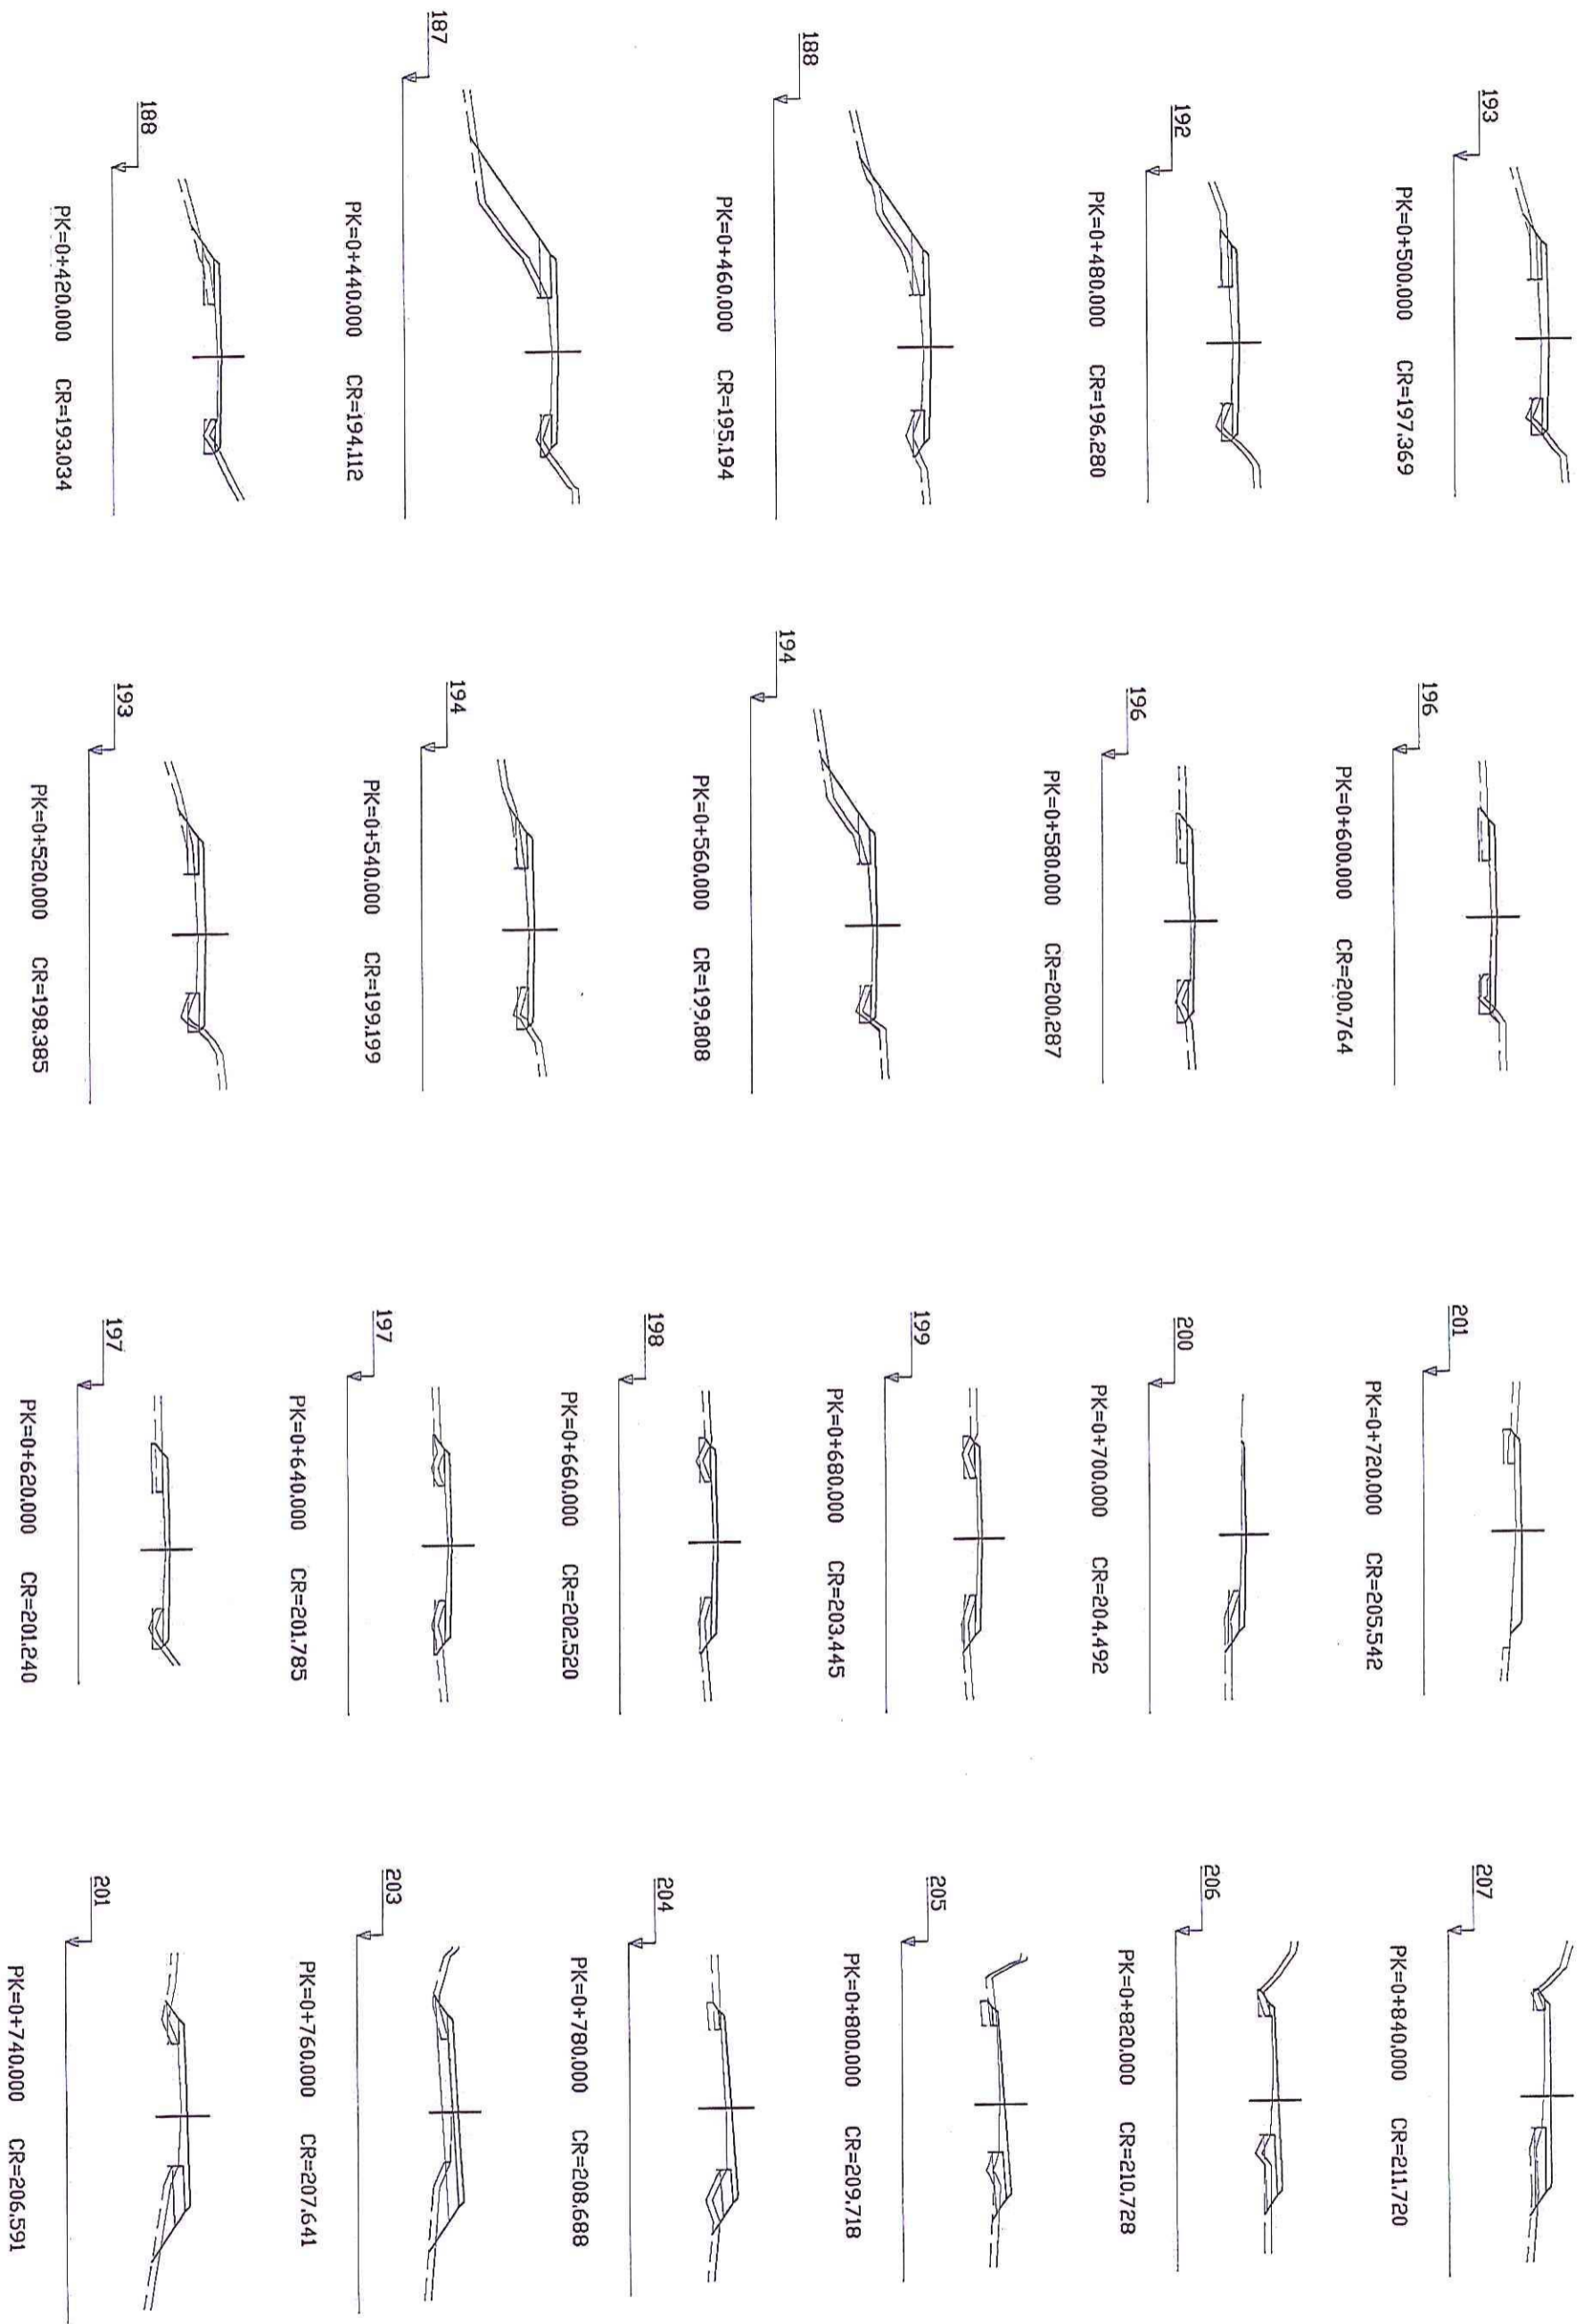 193
PK=0+500.000 CR=197.369
192
PK=0+480.000 CR=196.280
188
PK=0+460.000 CR=195.194
187
PK=0+440.000 CR=194.112
188
PK=0+420.000 CR=193.034
196
PK=0+600.000 CR=200.764
196
PK=0+580.000 CR=200.287
194
PK=0+560.000 CR=199.808
194
PK=0+540.000 CR=199.199
193
PK=0+520.000 CR=198.385
201
PK=0+720.000 CR=205.542
200
PK=0+700.000 CR=204.492
199
PK=0+680.000 CR=203.445
198
PK=0+660.000 CR=202.520
197
PK=0+640.000 CR=201.785
197
PK=0+620.000 CR=201.240
207
PK=0+840.000 CR=211.720
206
PK=0+820.000 CR=210.728
205
PK=0+800.000 CR=209.718
204
PK=0+780.000 CR=208.688
203
PK=0+760.000 CR=207.641
201
PK=0+740.000 CR=206.591